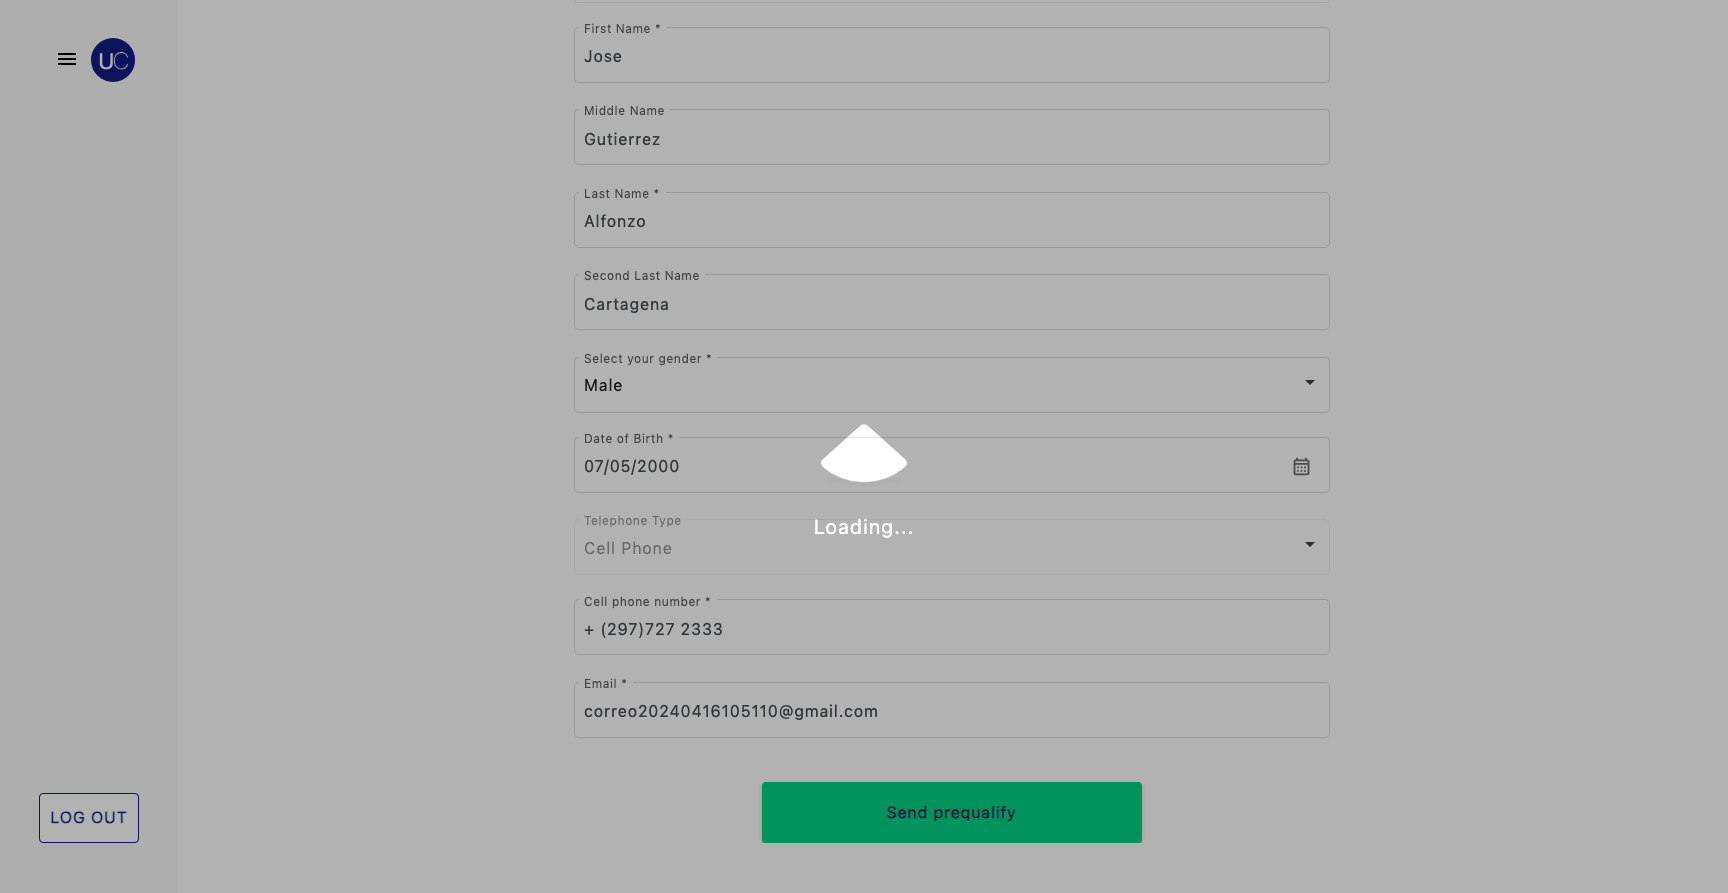 UC
First Name *
Jose
Middle Name
Gutierrez
Last Name *
Alfonzo
Second Last Name
Cartagena
Select your gender *
Male
Date of Birth *
07/05/2000
Loading...
Telephone Type
Cell Phone
Cell phone number *
+ (297)727 2333
Email *
correo20240416105110@gmail.com
Send prequalify
LOG OUT